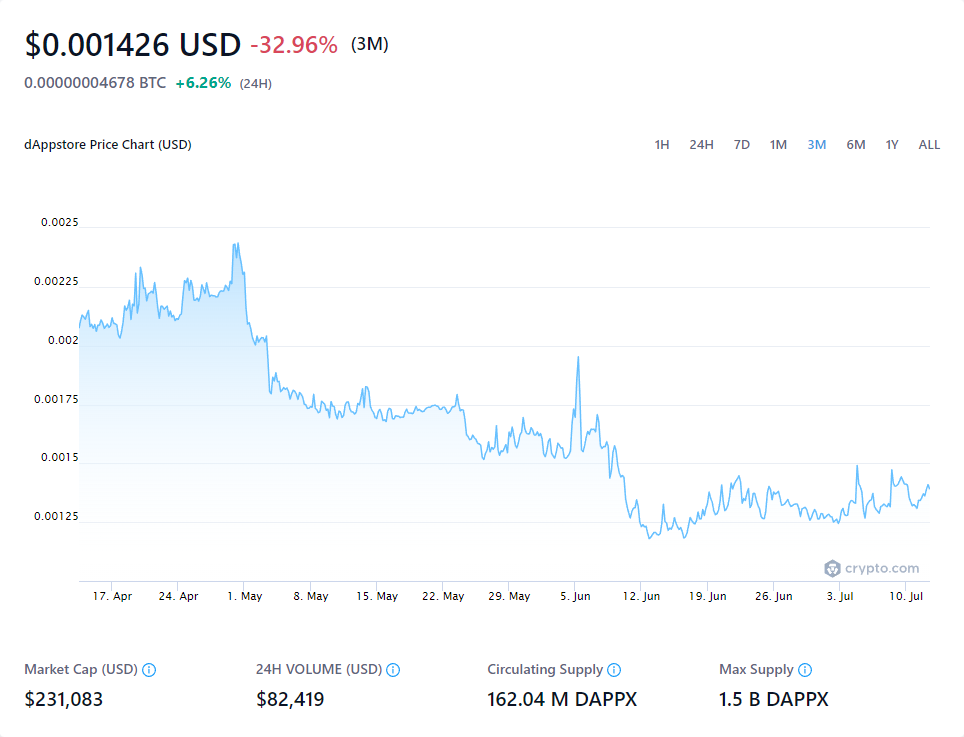 $0.001426 USD -32.96% (3M)
0.00000004678 BTC +6.26% (24H)
dAppstore Price Chart (USD) 1H 24H 7D 1M 3M 6M 1Y ALL
0.0025
0.00225
0.002
0.00175
0.0015
0.00125
crypto.com
17. Apr 24. Apr 1. May 8. May 15. May 22. May 29. May 5. Jun 12. Jun 19. Jun 26. Jun 3. Jul 10. Jul
Market Cap (USD) 24H VOLUME (USD) Circulating Supply Max Supply
$231,083 $82,419 162.04 M DAPPX 1.5 B DAPPX